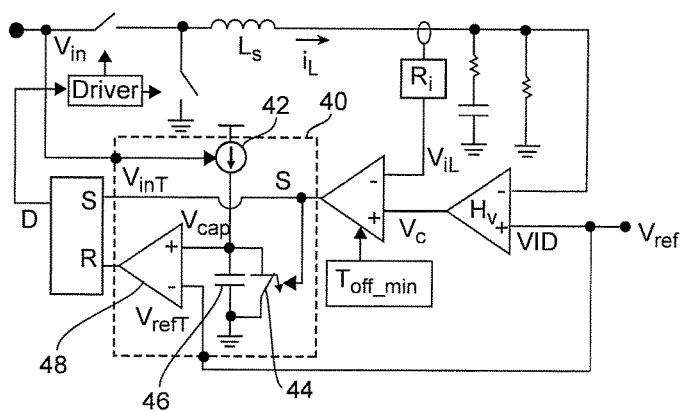 V_in
L_s
i_L
R_i
Driver
42
40
V_iL
V_inT
S
-
-
D
S
V_cap
+
V_c
H_v
+
VID
V_ref
R
+
T_off_min
-
V_refT
48
46
44